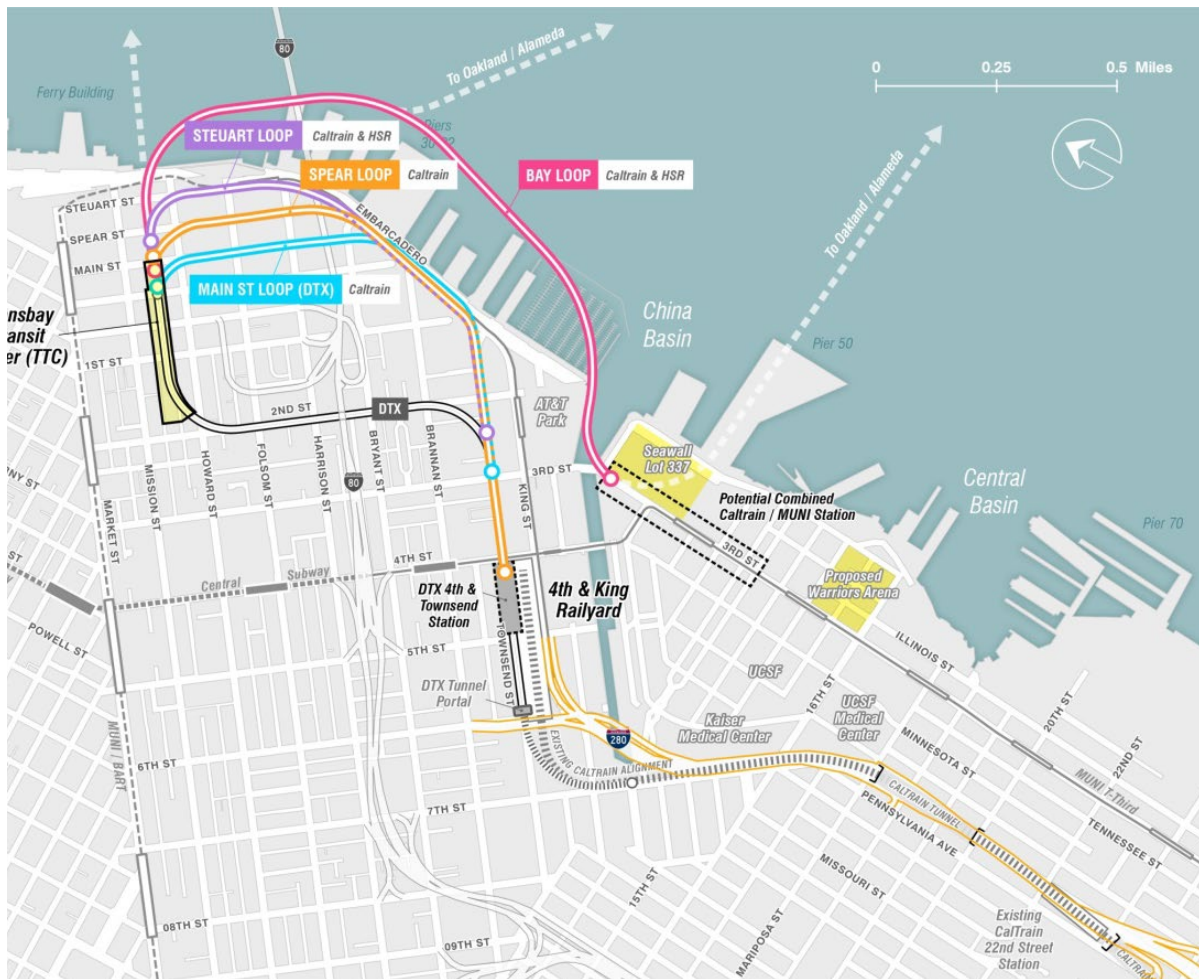 0
0.25
0.5 Miles
80
To Oakland / Alameda
Ferry Building
Piers
STEUART LOOP
Caltrain & HSR
SPEAR LOOP
Caltrain
BAY LOOP
Caltrain & HSR
To Oakland / Alameda
STEUART ST
SPEAR ST
MAIN ST
EMBARCADERO
MAIN ST LOOP (DTX)
Caltrain
China
Basin
Pier 50
nsbay
ansit
er (TTC)
1ST ST
2ND ST
DTX
AT&T
Park
3RD ST
Seawall
Lot 337
Central
Basin
Pier 70
MARKET ST
MISSION ST
HOWARD ST
FOLSOM ST
HARRISON ST
80
BRYANT ST
BRANNAN ST
KING ST
Potential Combined
Caltrain / MUNI Station
3RD ST
NY ST
4TH ST
Central
Subway
DTX 4th &
Townsend
Station
4th & King
Railyard
Proposed
Warriors Arena
POWELL ST
5TH ST
TOWNSEND ST
ILLINOIS ST
DTX Tunnel
Portal
UCSF
16TH ST
UCSF
Medical
Center
Kaiser
Medical Center
20TH ST
22ND ST
MUNI / BART
6TH ST
280
EXISTING CALTRAIN ALIGNMENT
MINNESOTA ST
MUNI T-Third
7TH ST
CALTRAIN TUNNEL
PENNSYLVANIA AVE
TENNESSEE ST
MISSOURI ST
15TH ST
MARIPOSA ST
08TH ST
09TH ST
Existing
CalTrain
22nd Street
Station